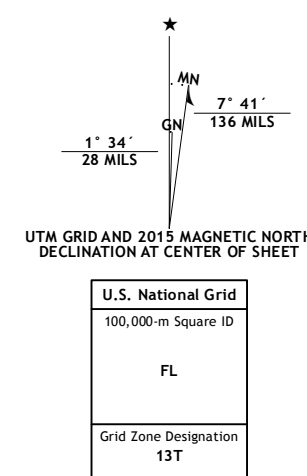 ★
MN
GN
7° 41´
136 MILS
1° 34´
28 MILS
UTM GRID AND 2015 MAGNETIC NORTH
DECLINATION AT CENTER OF SHEET
U.S. National Grid
100,000-m Square ID
FL
Grid Zone Designation
13T